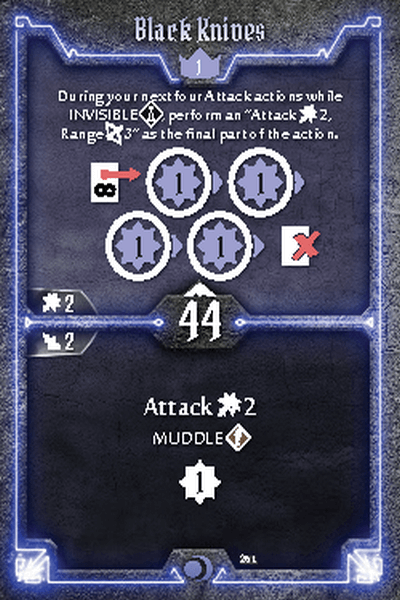 Black Knives
1
During your next four Attack actions while
INVISIBLE, perform an "Attack 2,
Range 3" as the final part of the action.
1 1
1 1
2
44
2
Attack 2
MUDDLE
1
261